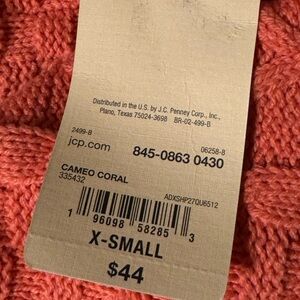 Distributed in the U.S. by J.C. Penney Corp., Inc.,
Plano, Texas 75024-3698 BR-02-499-B
2499-B 06258-8
jcp.com 845-0863 0430
CAMEO CORAL
335432 ADXSHP27QU6512
1 96098 58285 3
X-SMALL
$44